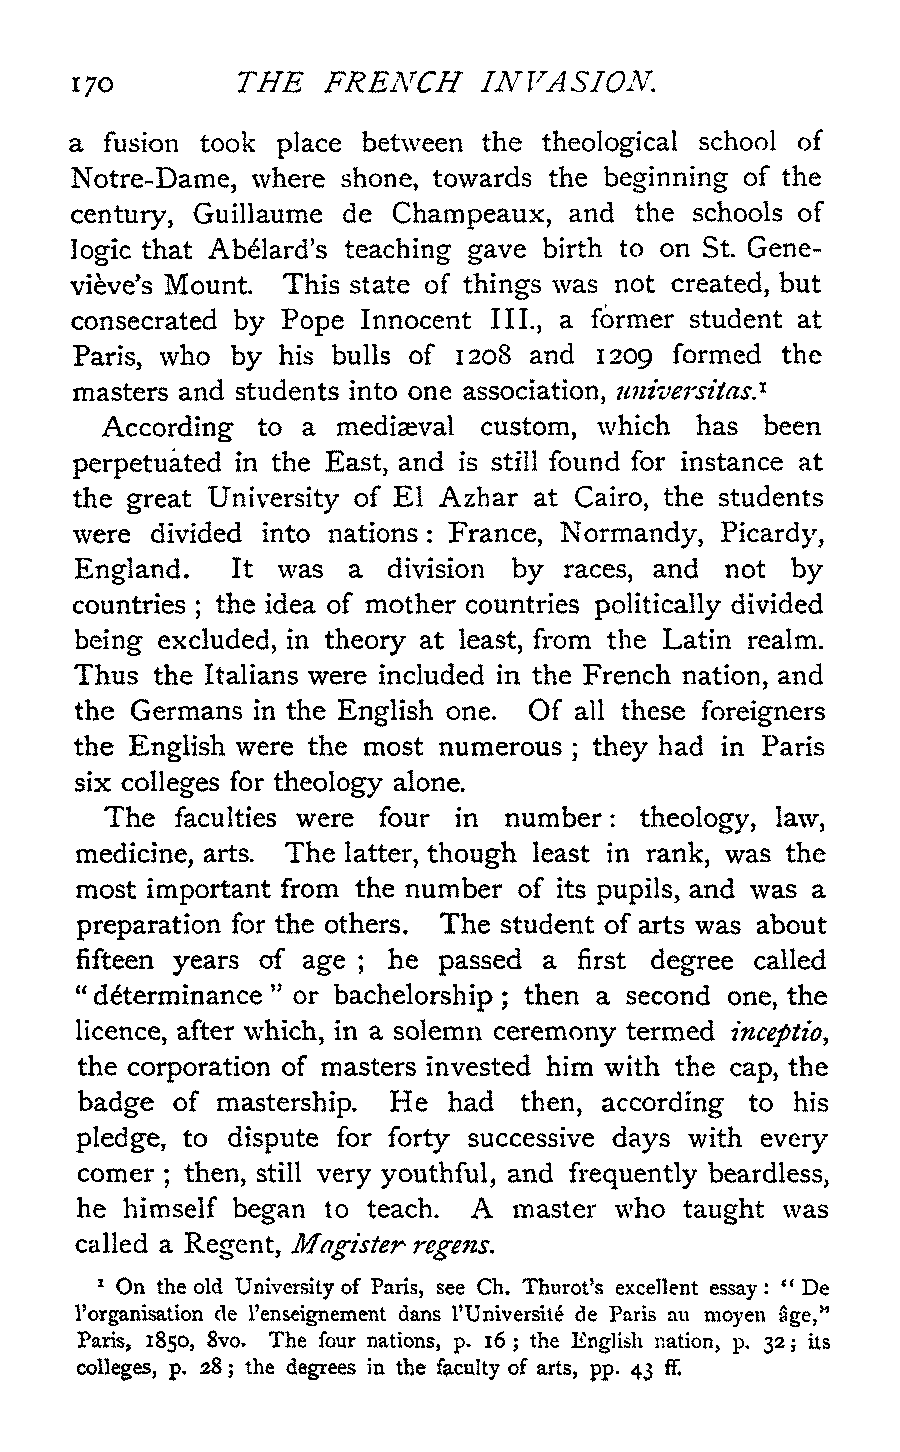 170 THE FRENCH INVASION.
a fusion took place between the theological school of
Notre-Dame, where shone, towards the beginning of the
century, Guillaume de Champeaux, and the schools of
logic that Abélard's teaching gave birth to on St. Gene-
viève's Mount. This state of things was not created, but
consecrated by Pope Innocent III., a former student at
Paris, who by his bulls of 1208 and 1209 formed the
masters and students into one association, universitas.¹
According to a mediæval custom, which has been
perpetuated in the East, and is still found for instance at
the great University of El Azhar at Cairo, the students
were divided into nations : France, Normandy, Picardy,
England. It was a division by races, and not by
countries ; the idea of mother countries politically divided
being excluded, in theory at least, from the Latin realm.
Thus the Italians were included in the French nation, and
the Germans in the English one. Of all these foreigners
the English were the most numerous ; they had in Paris
six colleges for theology alone.
The faculties were four in number : theology, law,
medicine, arts. The latter, though least in rank, was the
most important from the number of its pupils, and was a
preparation for the others. The student of arts was about
fifteen years of age ; he passed a first degree called
"déterminance" or bachelorship ; then a second one, the
licence, after which, in a solemn ceremony termed inceptio,
the corporation of masters invested him with the cap, the
badge of mastership. He had then, according to his
pledge, to dispute for forty successive days with every
comer ; then, still very youthful, and frequently beardless,
he himself began to teach. A master who taught was
called a Regent, Magister regens.
¹ On the old University of Paris, see Ch. Thurot's excellent essay : "De
l'organisation de l'enseignement dans l'Université de Paris au moyen âge,"
Paris, 1850, 8vo. The four nations, p. 16 ; the English nation, p. 32 ; its
colleges, p. 28 ; the degrees in the faculty of arts, pp. 43 ff.